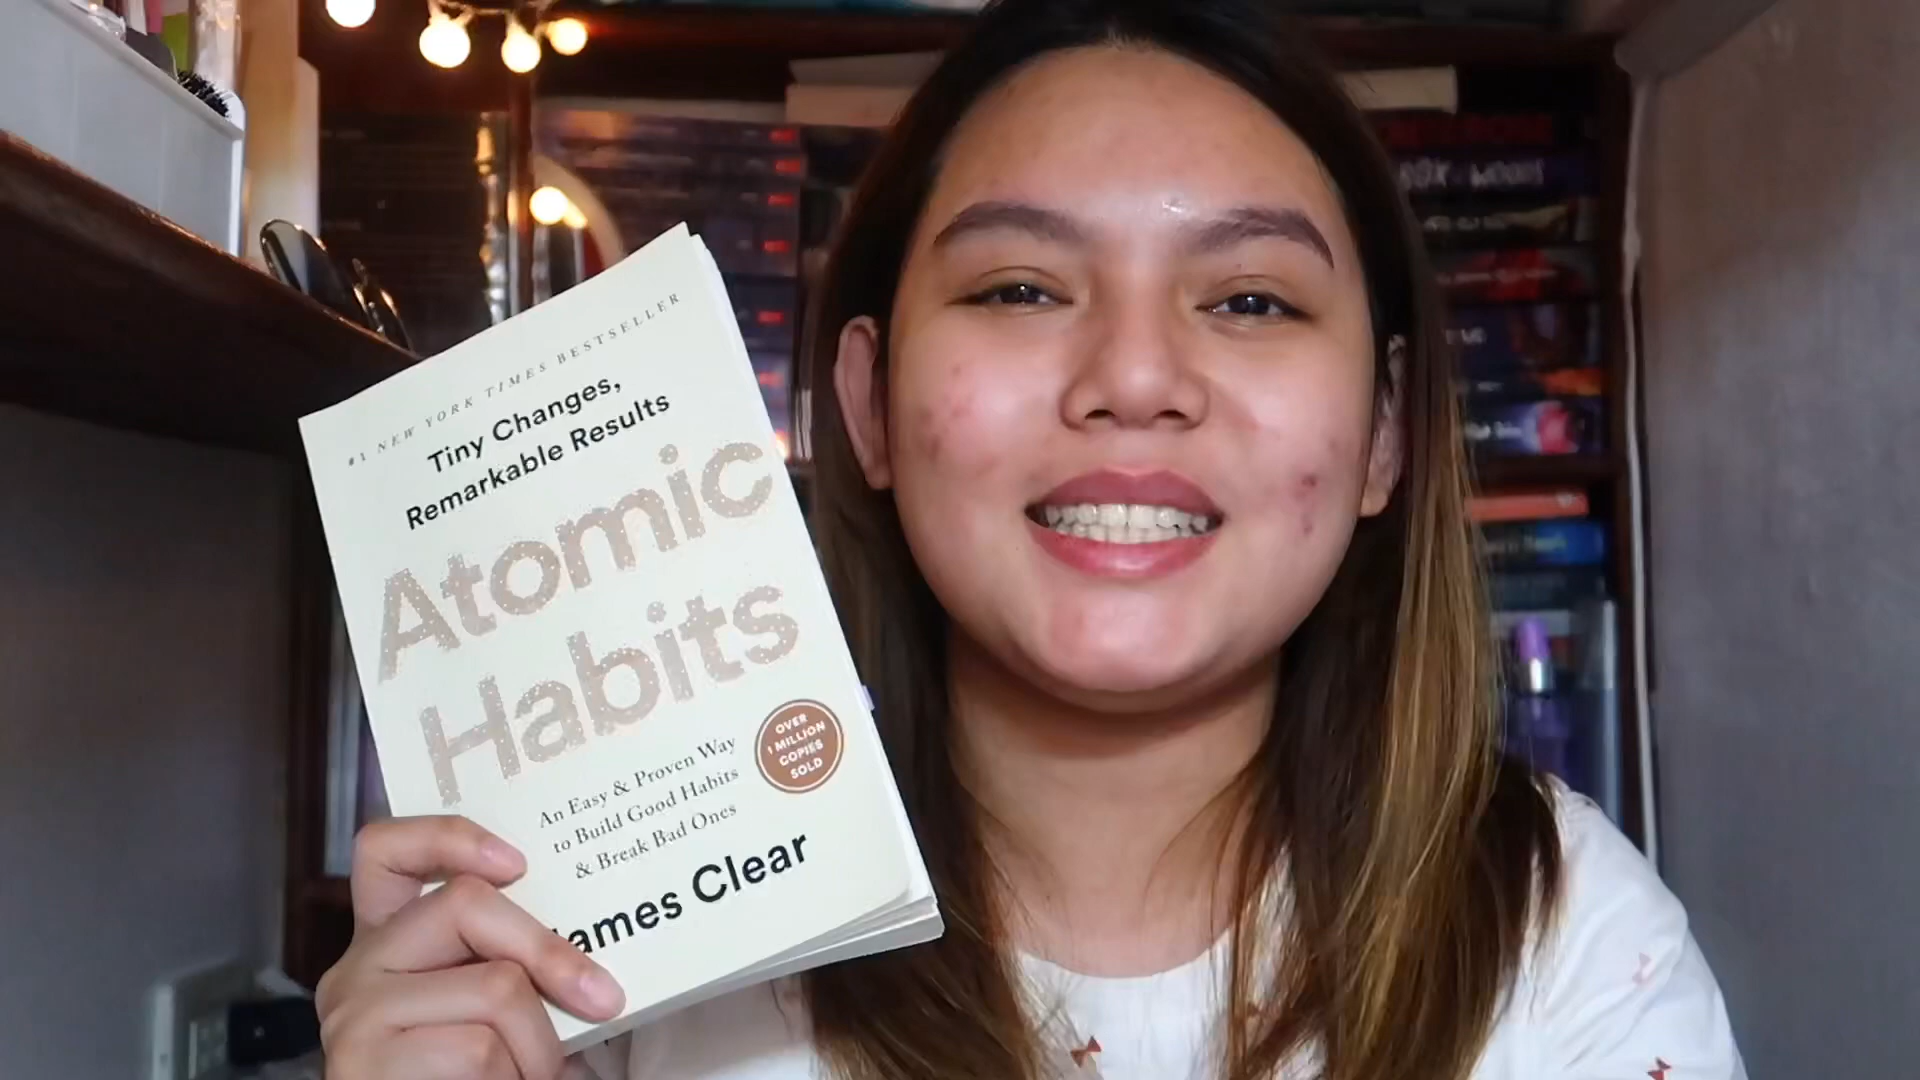 #1 NEW YORK TIMES BESTSELLER
Tiny Changes,
Remarkable Results
Atomic
Habits
An Easy & Proven Way
to Build Good Habits
& Break Bad Ones
OVER
1 MILLION
COPIES
SOLD
James Clear